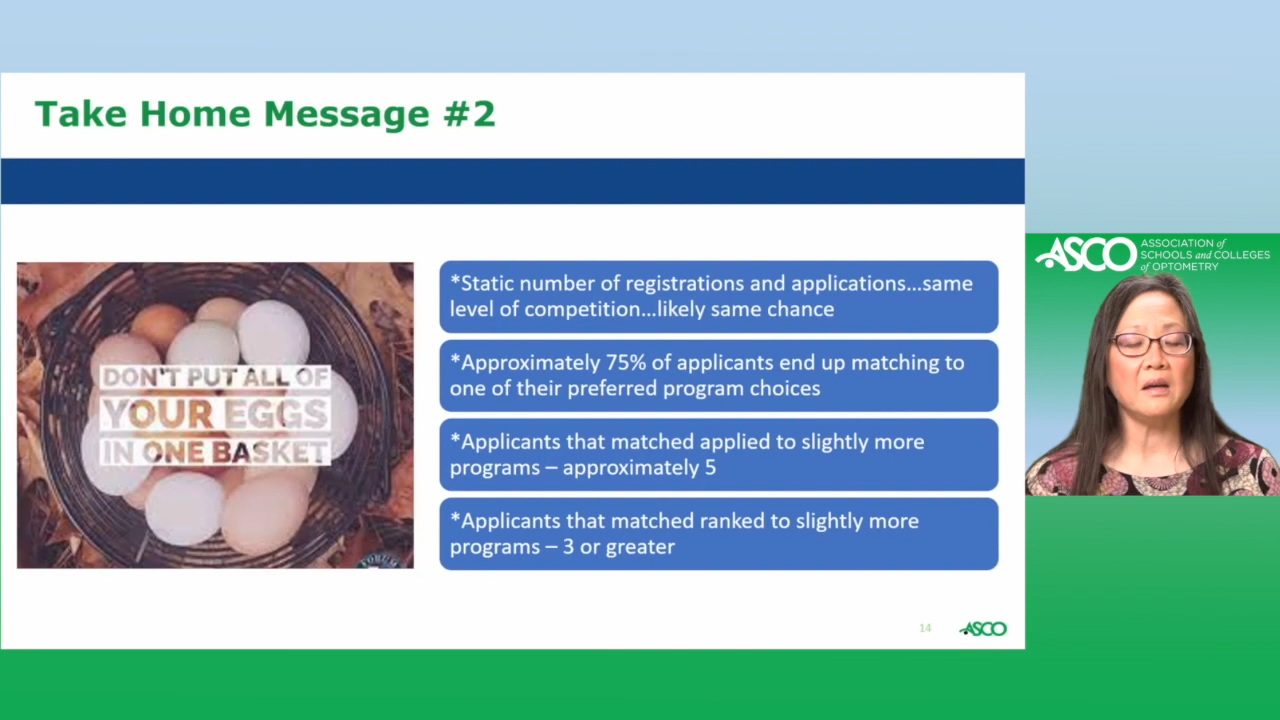 Take Home Message #2
DON'T PUT ALL OF
YOUR EGGS
IN ONE BASKET
*Static number of registrations and applications...same
level of competition...likely same chance
*Approximately 75% of applicants end up matching to
one of their preferred program choices
*Applicants that matched applied to slightly more
programs – approximately 5
*Applicants that matched ranked to slightly more
programs – 3 or greater
14
ASCO
ASCO
ASSOCIATION of
SCHOOLS and COLLEGES
of OPTOMETRY